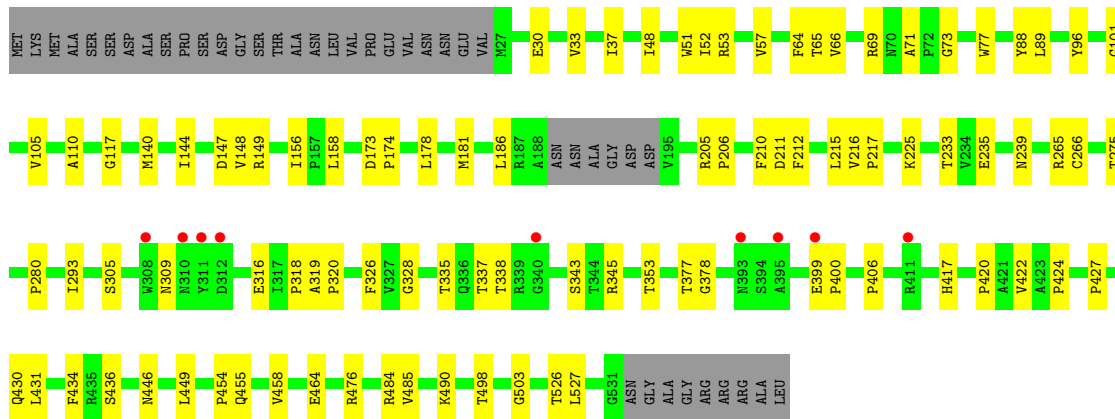 MET LYS MET ALA SER SER ASP ALA SER PRO SER ASP GLY SER THR ALA ASN LEU VAL PRO GLU VAL ASN ASN GLU VAL M27 E30 V33 I37 I48 W51 I52 R53 V57 F64 T65 V66 R69 N70 A71 P72 G73 W77 Y88 L89 Y96
V105 A110 G117 M140 I144 D147 V148 R149 I156 P157 L158 D173 P174 L178 M181 L186 R187 A188 ASN ASN ALA GLY ASP ASP V195 R205 P206 F210 D211 F212 L215 V216 P217 K225 T233 V234 E235 N239 R265 C266 T275
P280 I293 S305 W308 N309 N310 Y311 D312 E316 I317 P318 A319 P320 F326 V327 G328 T335 Q336 T337 T338 R339 G340 S343 T344 R345 T353 T377 G378 N393 S394 A395 E399 P400 P406 R411 H417 P420 A421 V422 A423 P424 P427
Q430 L431 F434 R435 S436 N446 L449 P454 Q455 V458 E464 R476 R484 V485 K490 T498 G503 T526 L527 G531 ASN GLY ALA GLY ARG ARG ARG ALA LEU